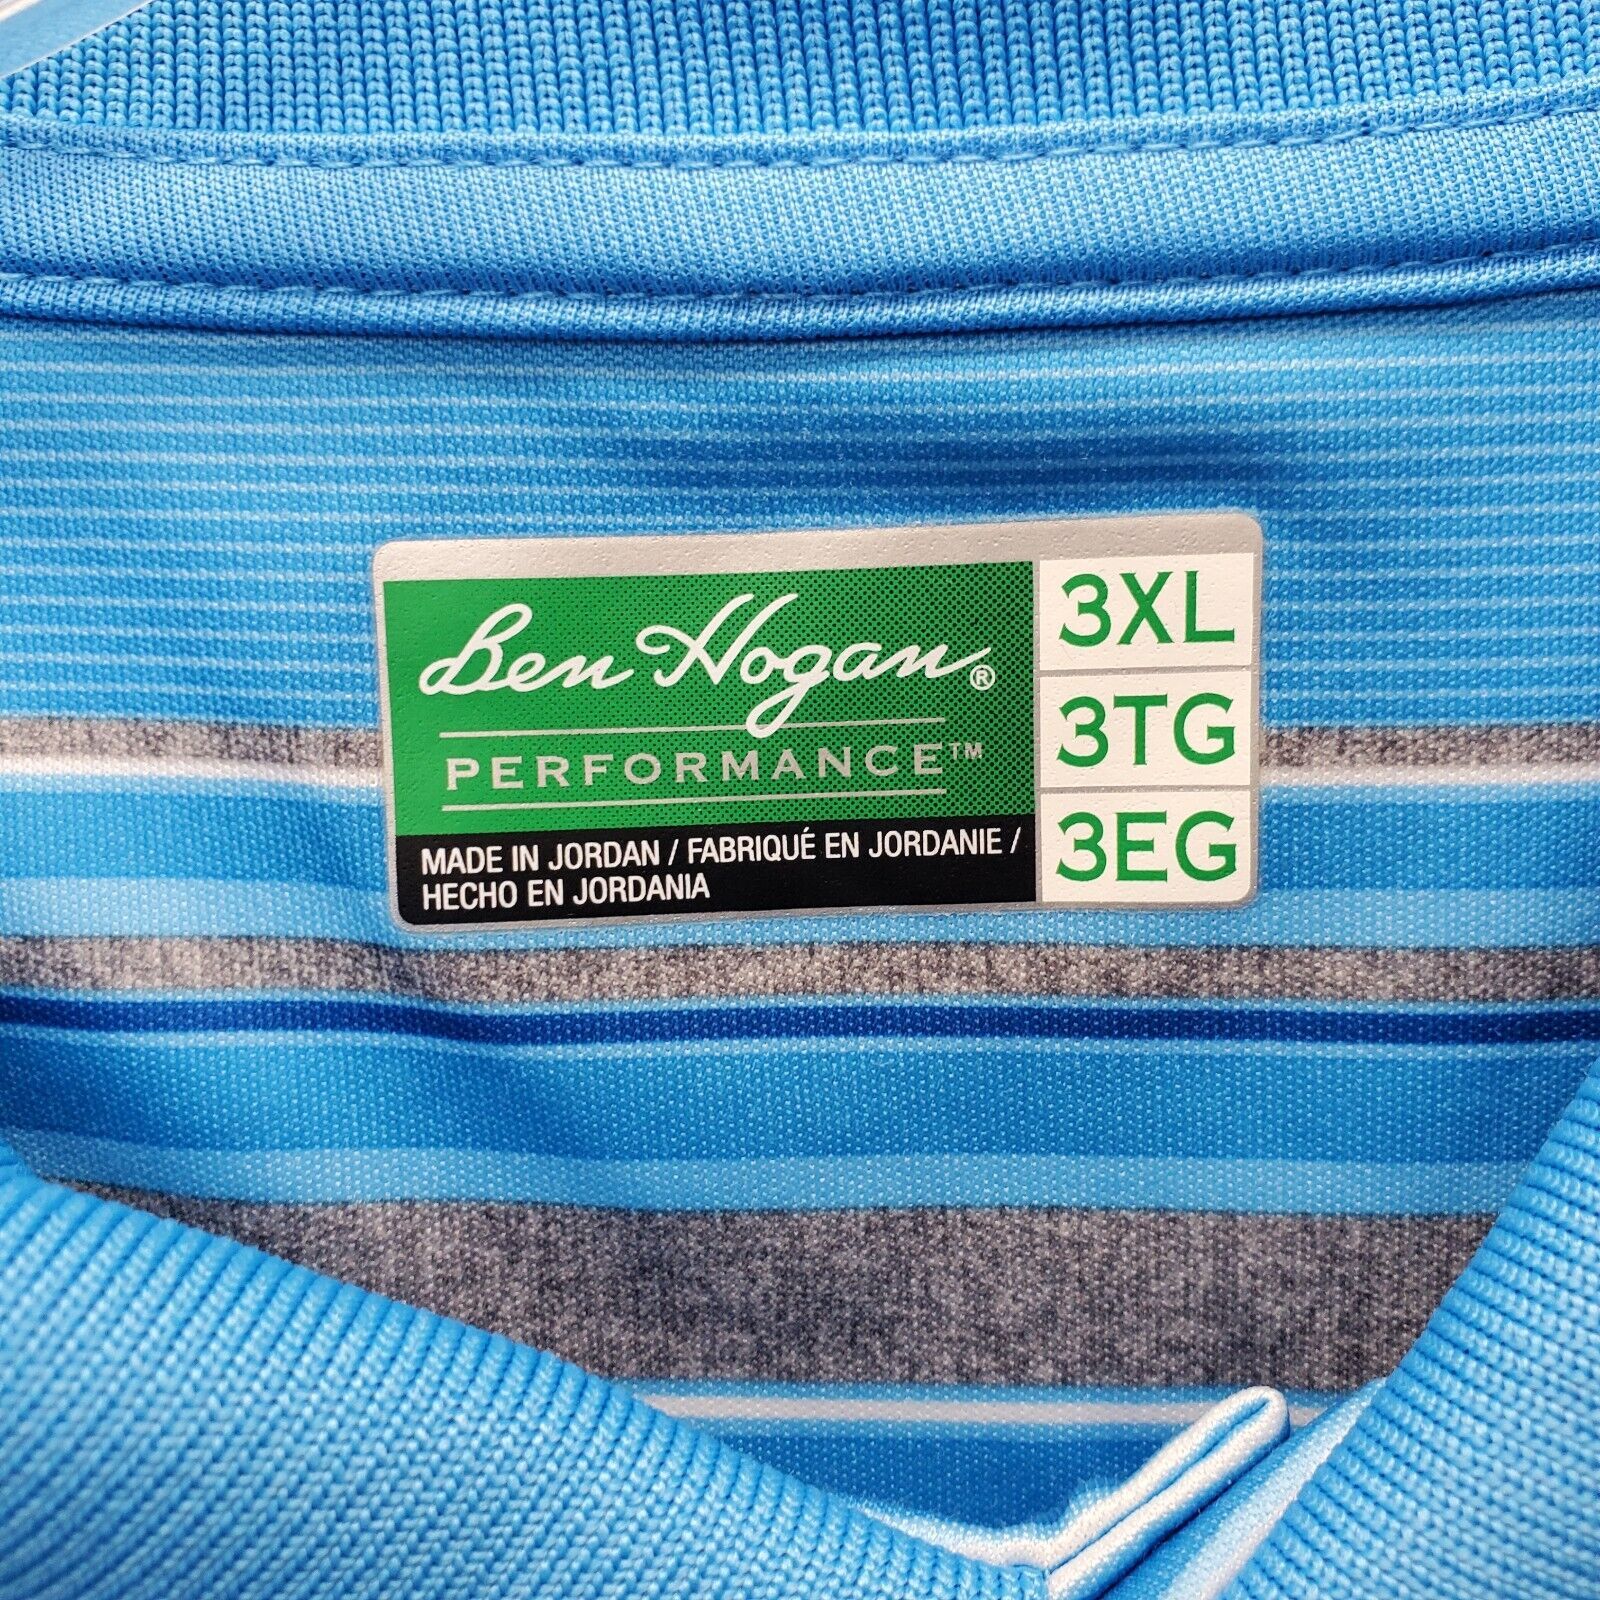 Ben Hogan®
PERFORMANCE™
MADE IN JORDAN / FABRIQUÉ EN JORDANIE /
HECHO EN JORDANIA
3XL
3TG
3EG